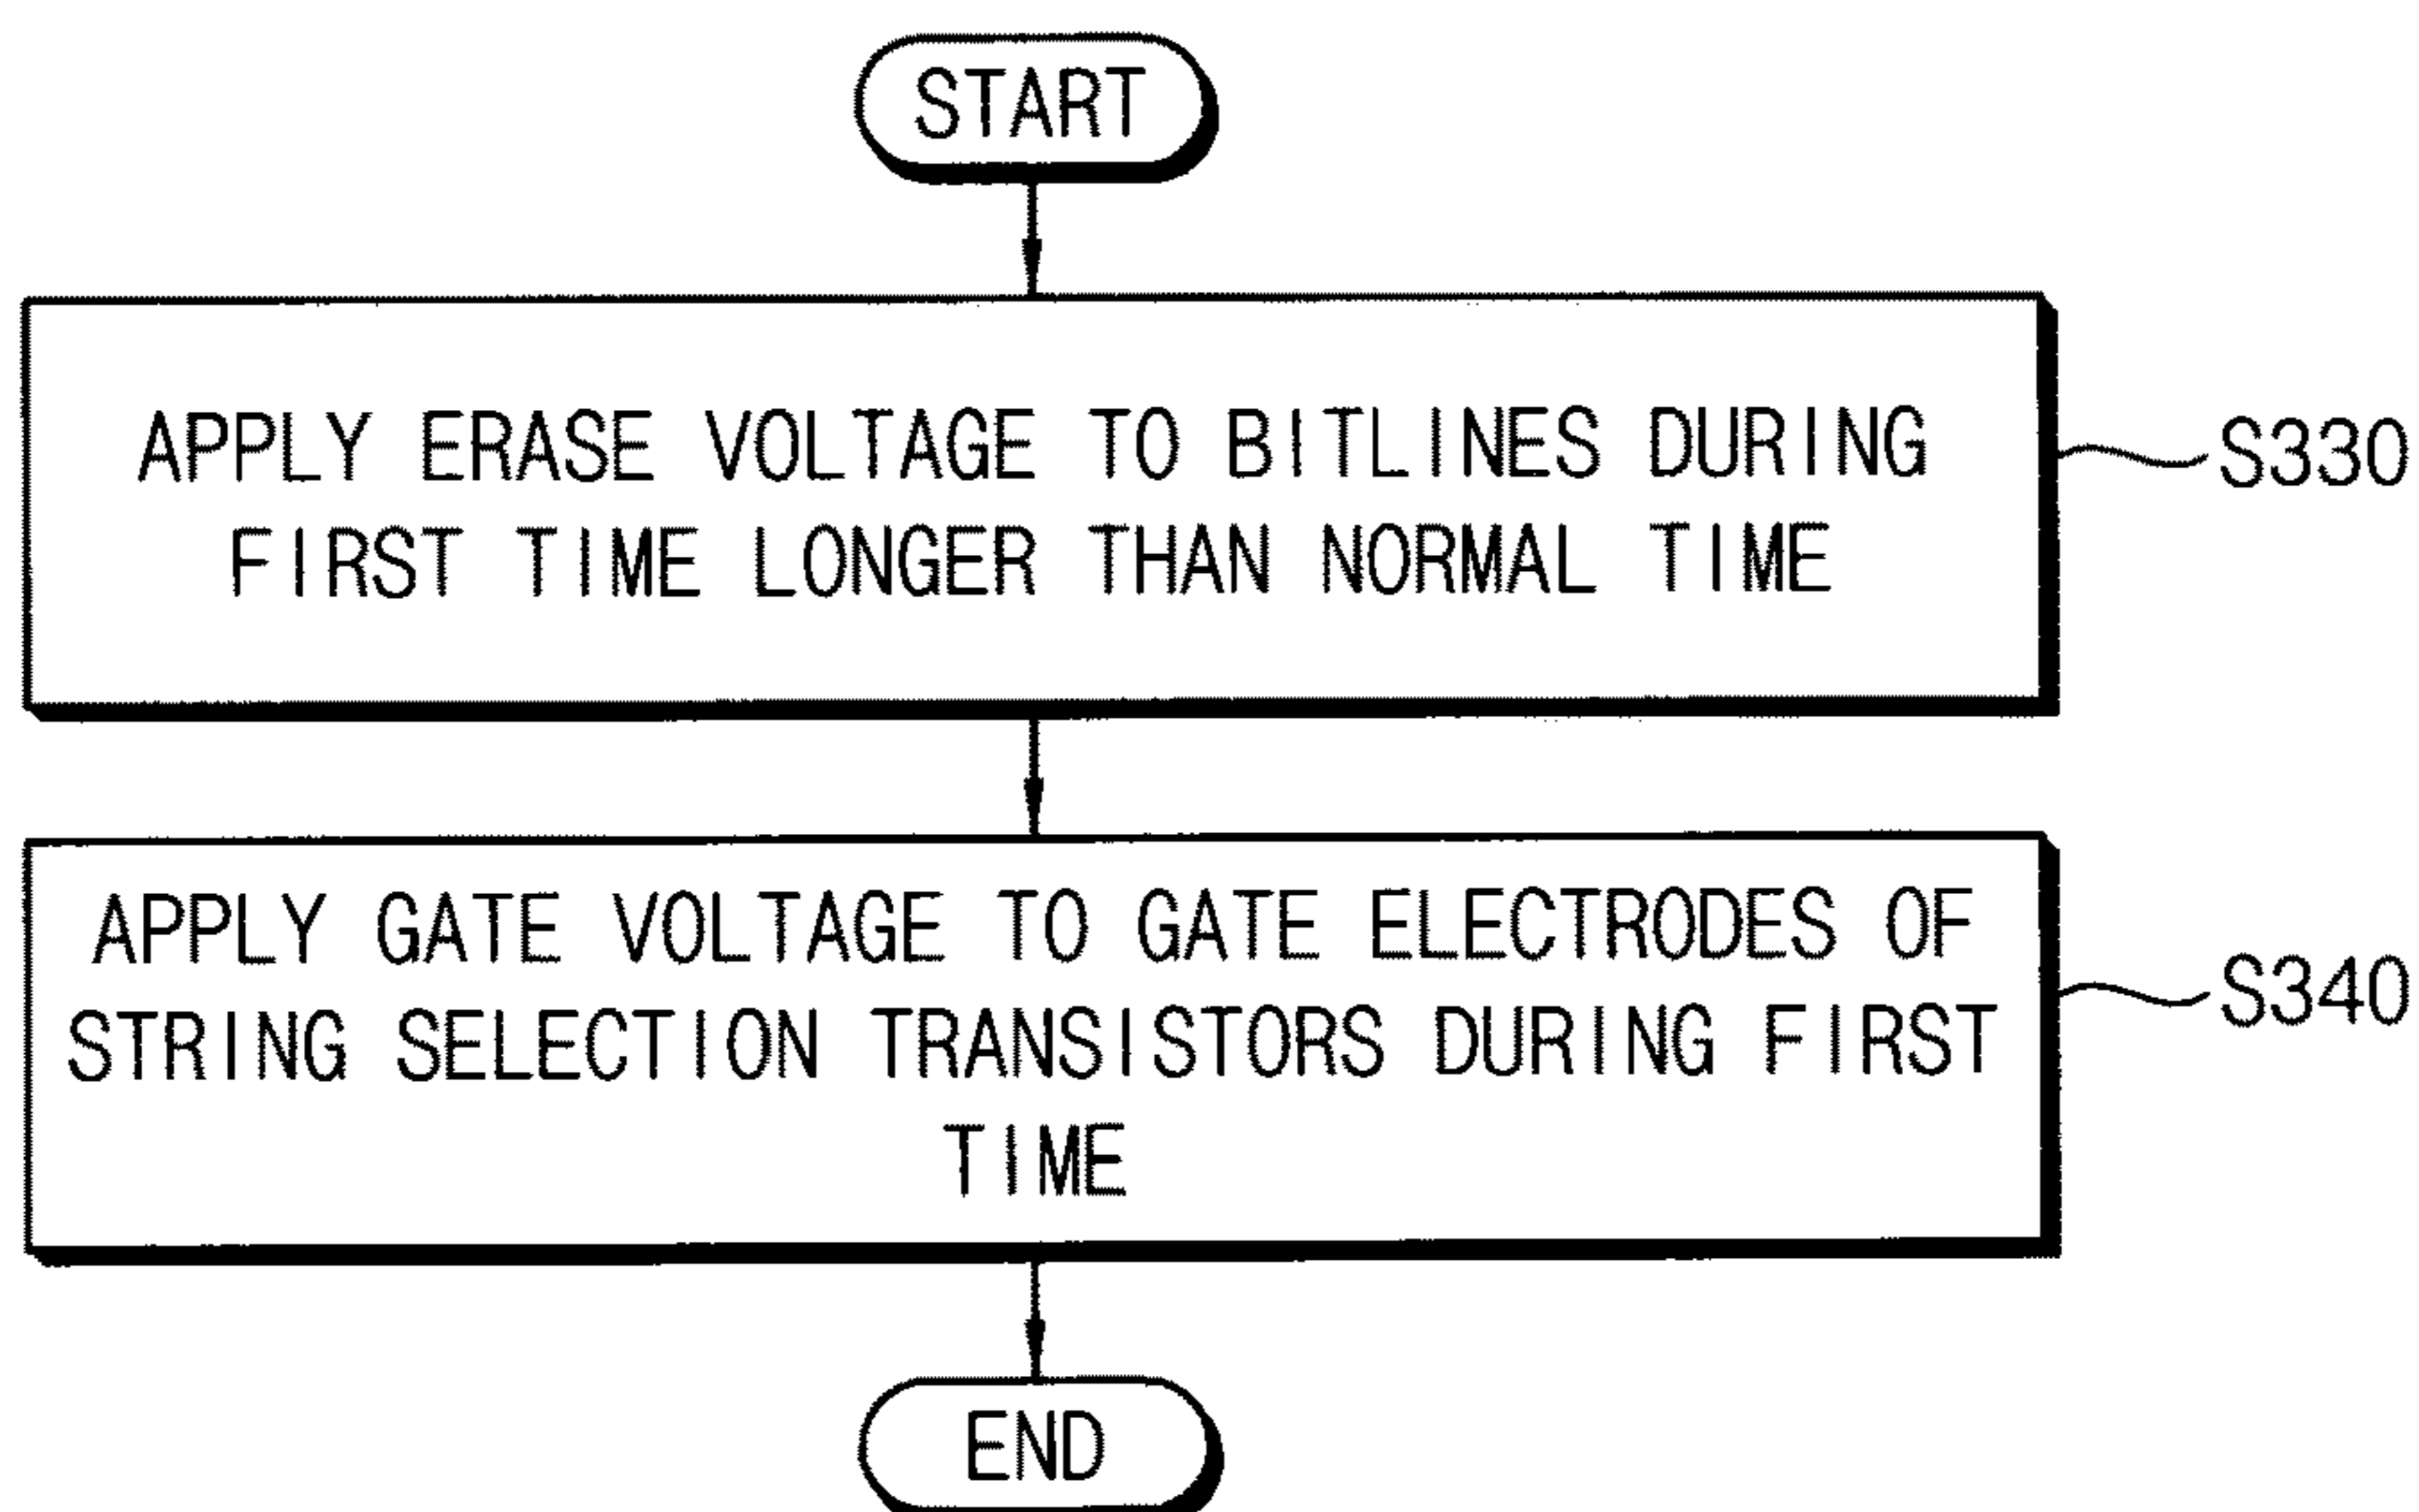 START
APPLY ERASE VOLTAGE TO BITLINES DURING
FIRST TIME LONGER THAN NORMAL TIME
S330
APPLY GATE VOLTAGE TO GATE ELECTRODES OF
STRING SELECTION TRANSISTORS DURING FIRST
TIME
S340
END